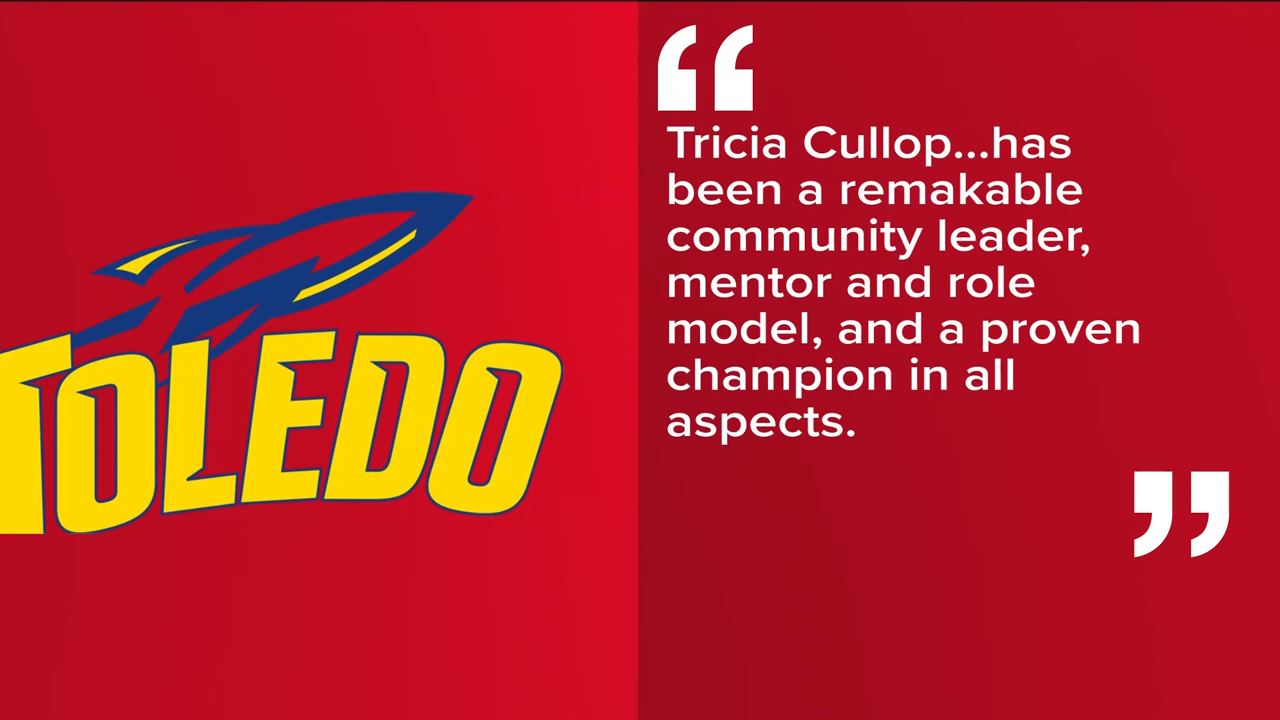 TOLEDO
“
Tricia Cullop...has
been a remakable
community leader,
mentor and role
model, and a proven
champion in all
aspects.
”